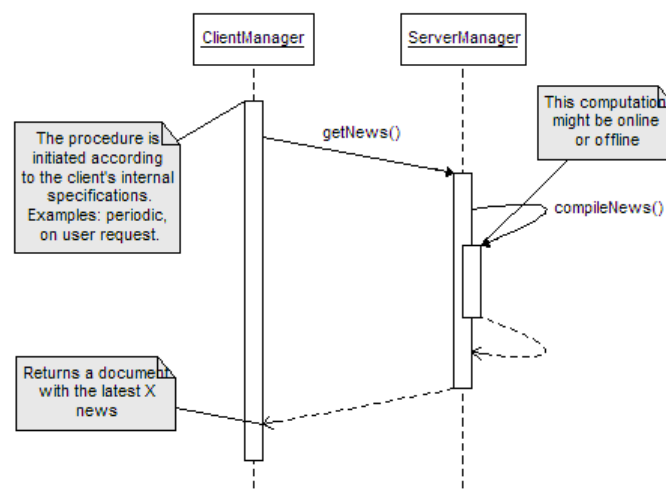 ClientManager
ServerManager
The procedure is
initiated according
to the client's internal
specifications.
Examples: periodic,
on user request.
getNews()
This computation
might be online
or offline
compileNews()
Returns a document
with the latest X
news